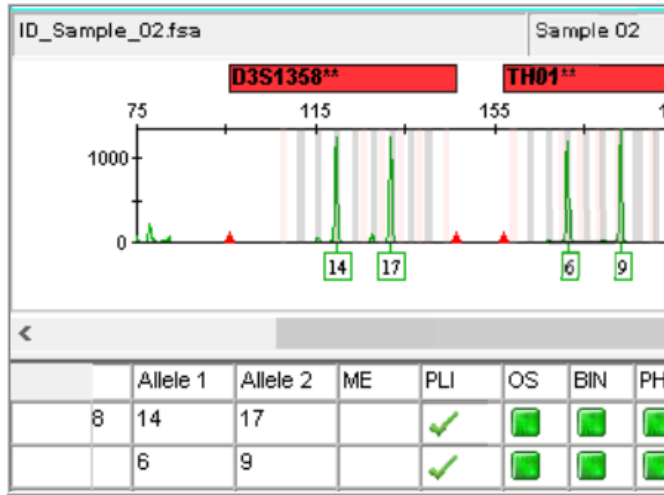 ID_Sample_02.fsa Sample 02
D3S1358** TH01**
75 115 155 1
1000
0
14 17 6 9
Allele 1 Allele 2 ME PLI OS BIN PH
8 14 17
6 9